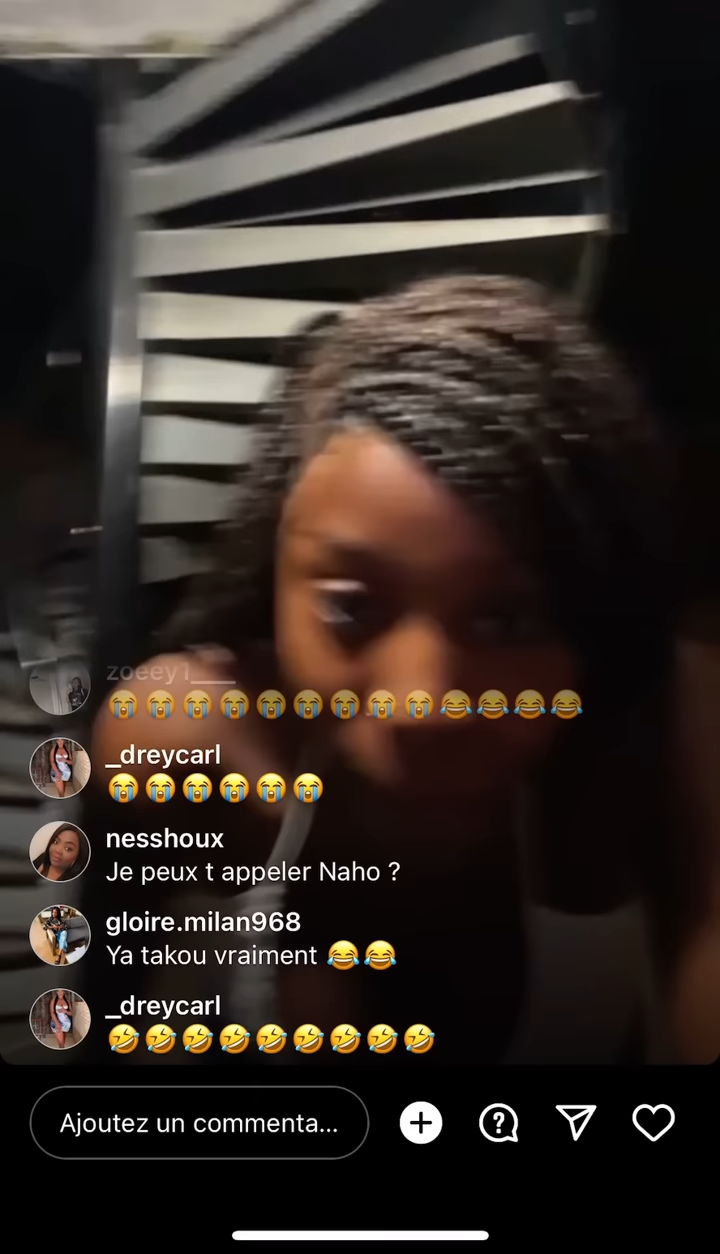 zoeey1___
😭😭😭😭😭😭😭😭😭😂😂😂😂
_dreycarl
😭😭😭😭😭😭
nesshoux
Je peux t appeler Naho ?
gloire.milan968
Ya takou vraiment 😂😂
_dreycarl
🤣🤣🤣🤣🤣🤣🤣🤣🤣
Ajoutez un commenta...